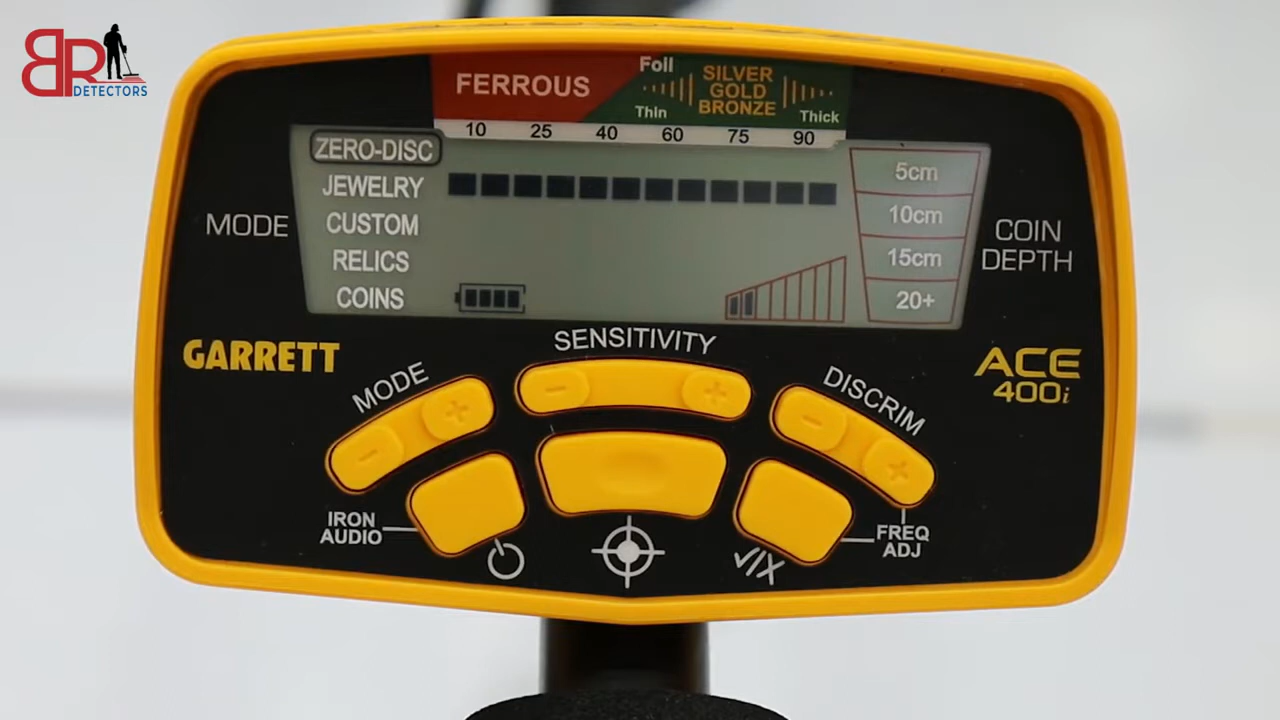 BR
DETECTORS
FERROUS
Foil
Thin
SILVER
GOLD
BRONZE
Thick
10 25 40 60 75 90
ZERO-DISC
JEWELRY
CUSTOM
RELICS
COINS
MODE
5cm
10cm
15cm
20+
COIN
DEPTH
GARRETT
ACE
400i
MODE
- +
SENSITIVITY
- +
DISCRIM
- +
IRON
AUDIO
FREQ
ADJ
✓/X